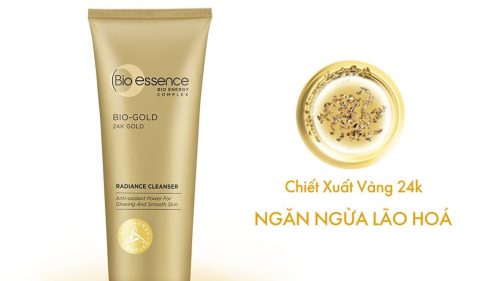 Bio essence
BIO ENERGY
COMPLEX
BIO-GOLD
24K GOLD
RADIANCE CLEANSER
Anti-oxidant Power For
Glowing And Smooth Skin
Chiết Xuất Vàng 24k
NGĂN NGỪA LÃO HOÁ